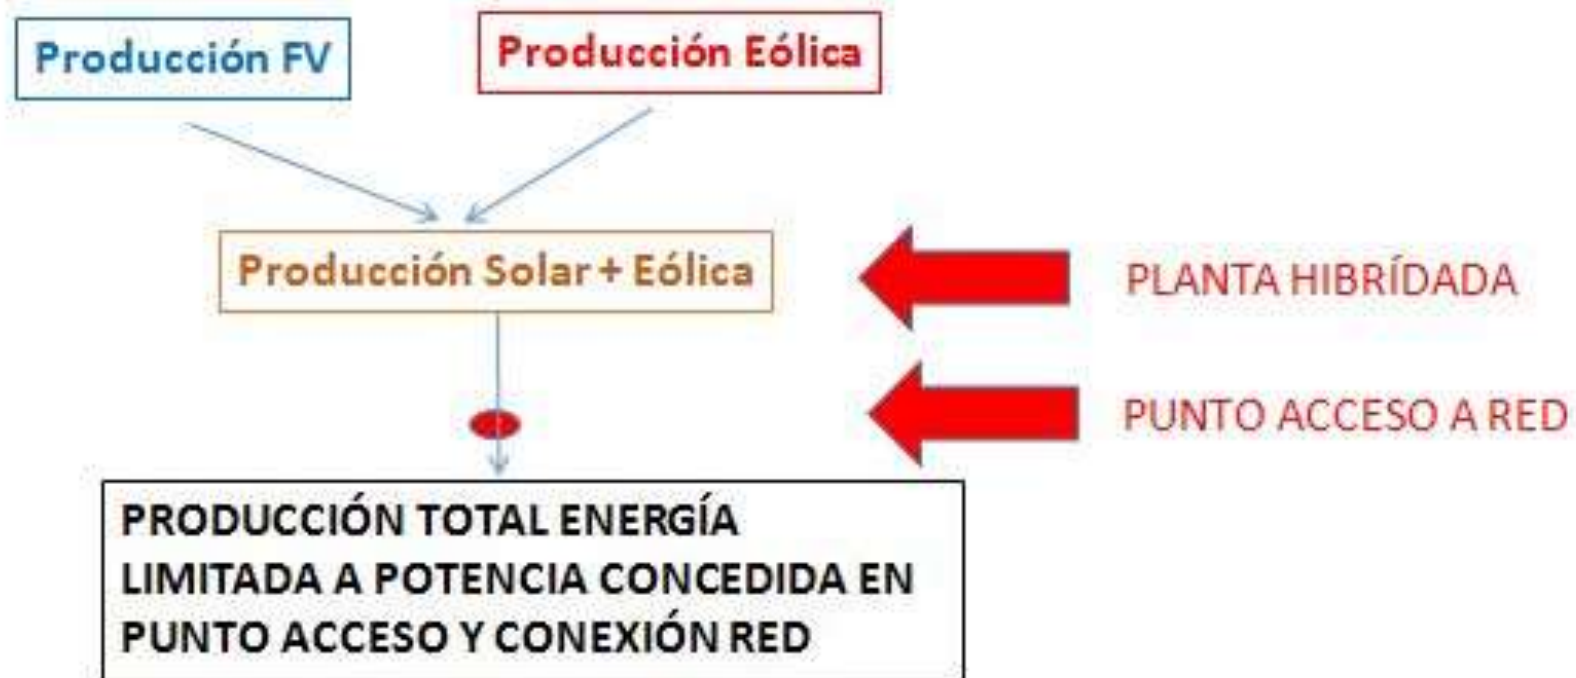 Producción FV
Producción Eólica
Producción Solar + Eólica
PLANTA HIBRÍDADA
PUNTO ACCESO A RED
PRODUCCIÓN TOTAL ENERGÍA
LIMITADA A POTENCIA CONCEDIDA EN
PUNTO ACCESO Y CONEXIÓN RED